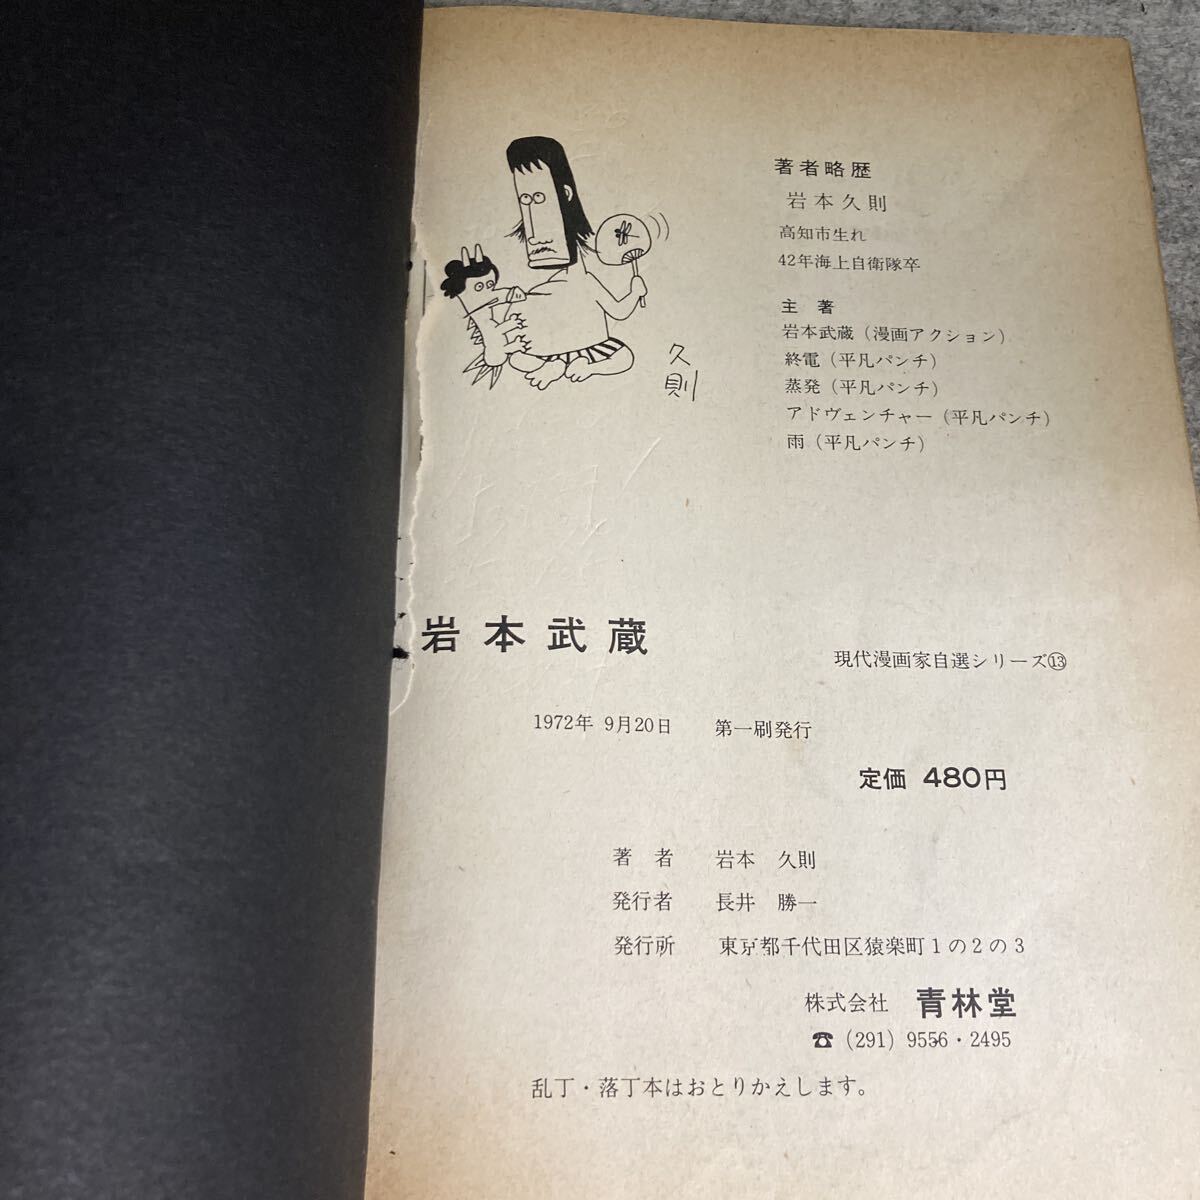 著者略歴
岩本久則
高知市生れ
42年海上自衛隊卒
主 著
岩本武蔵（漫画アクション）
終電（平凡パンチ）
蒸発（平凡パンチ）
アドヴェンチャー（平凡パンチ）
雨（平凡パンチ）
久則
岩本武蔵
現代漫画家自選シリーズ⑬
1972年 9月20日 第一刷発行
定価 480円
著 者 岩本 久則
発行者 長井 勝一
発行所 東京都千代田区猿楽町1の2の3
株式会社 青林堂
☎（291）9556・2495
乱丁・落丁本はおとりかえします。